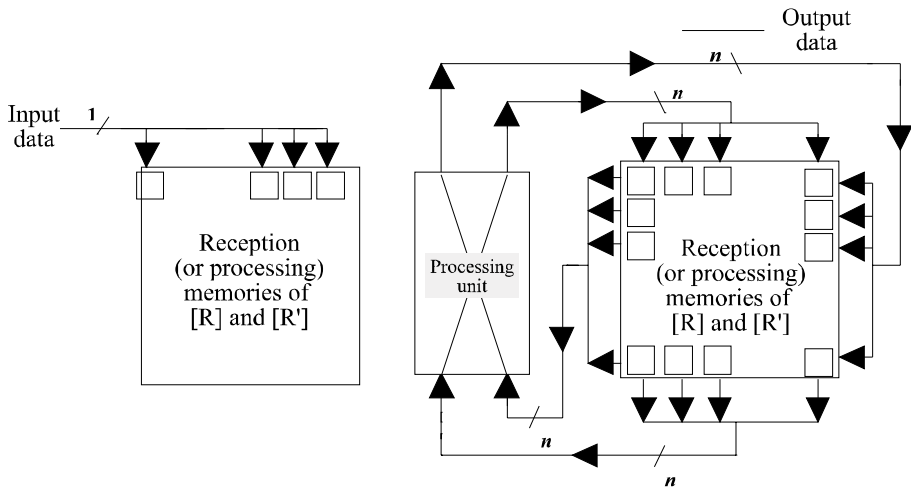 Output
data
n
n
Input
data
1
Reception
(or processing)
memories of
[R] and [R']
Processing
unit
Reception
(or processing)
memories of
[R] and [R']
n
n